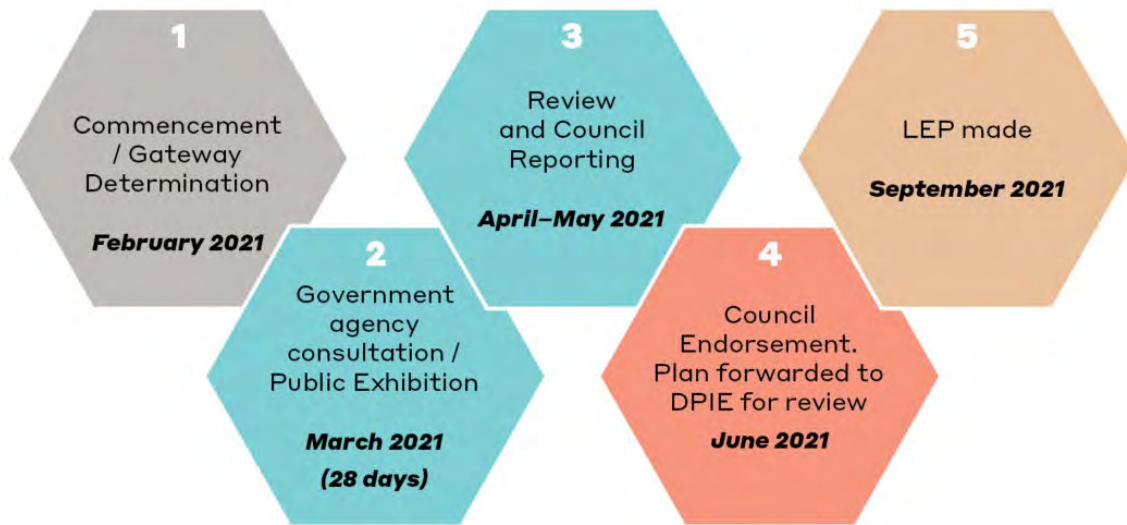 1
Commencement
/ Gateway
Determination
February 2021
2
Government
agency
consultation /
Public Exhibition
March 2021
(28 days)
3
Review
and Council
Reporting
April–May 2021
4
Council
Endorsement.
Plan forwarded to
DPIE for review
June 2021
5
LEP made
September 2021